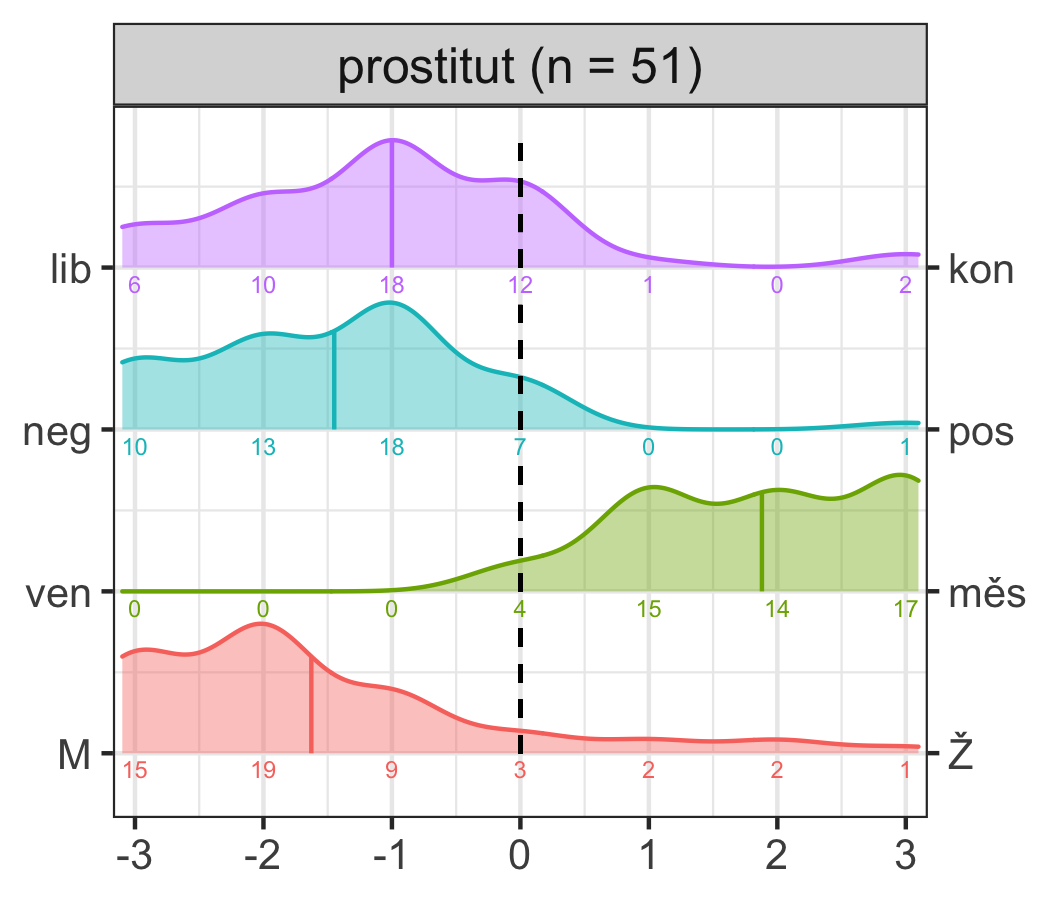 prostitut (n = 51)
lib kon
6 10 18 12 1 0 2
neg pos
10 13 18 7 0 0 1
ven měs
0 0 0 4 15 14 17
M Ž
15 19 9 3 2 2 1
-3 -2 -1 0 1 2 3